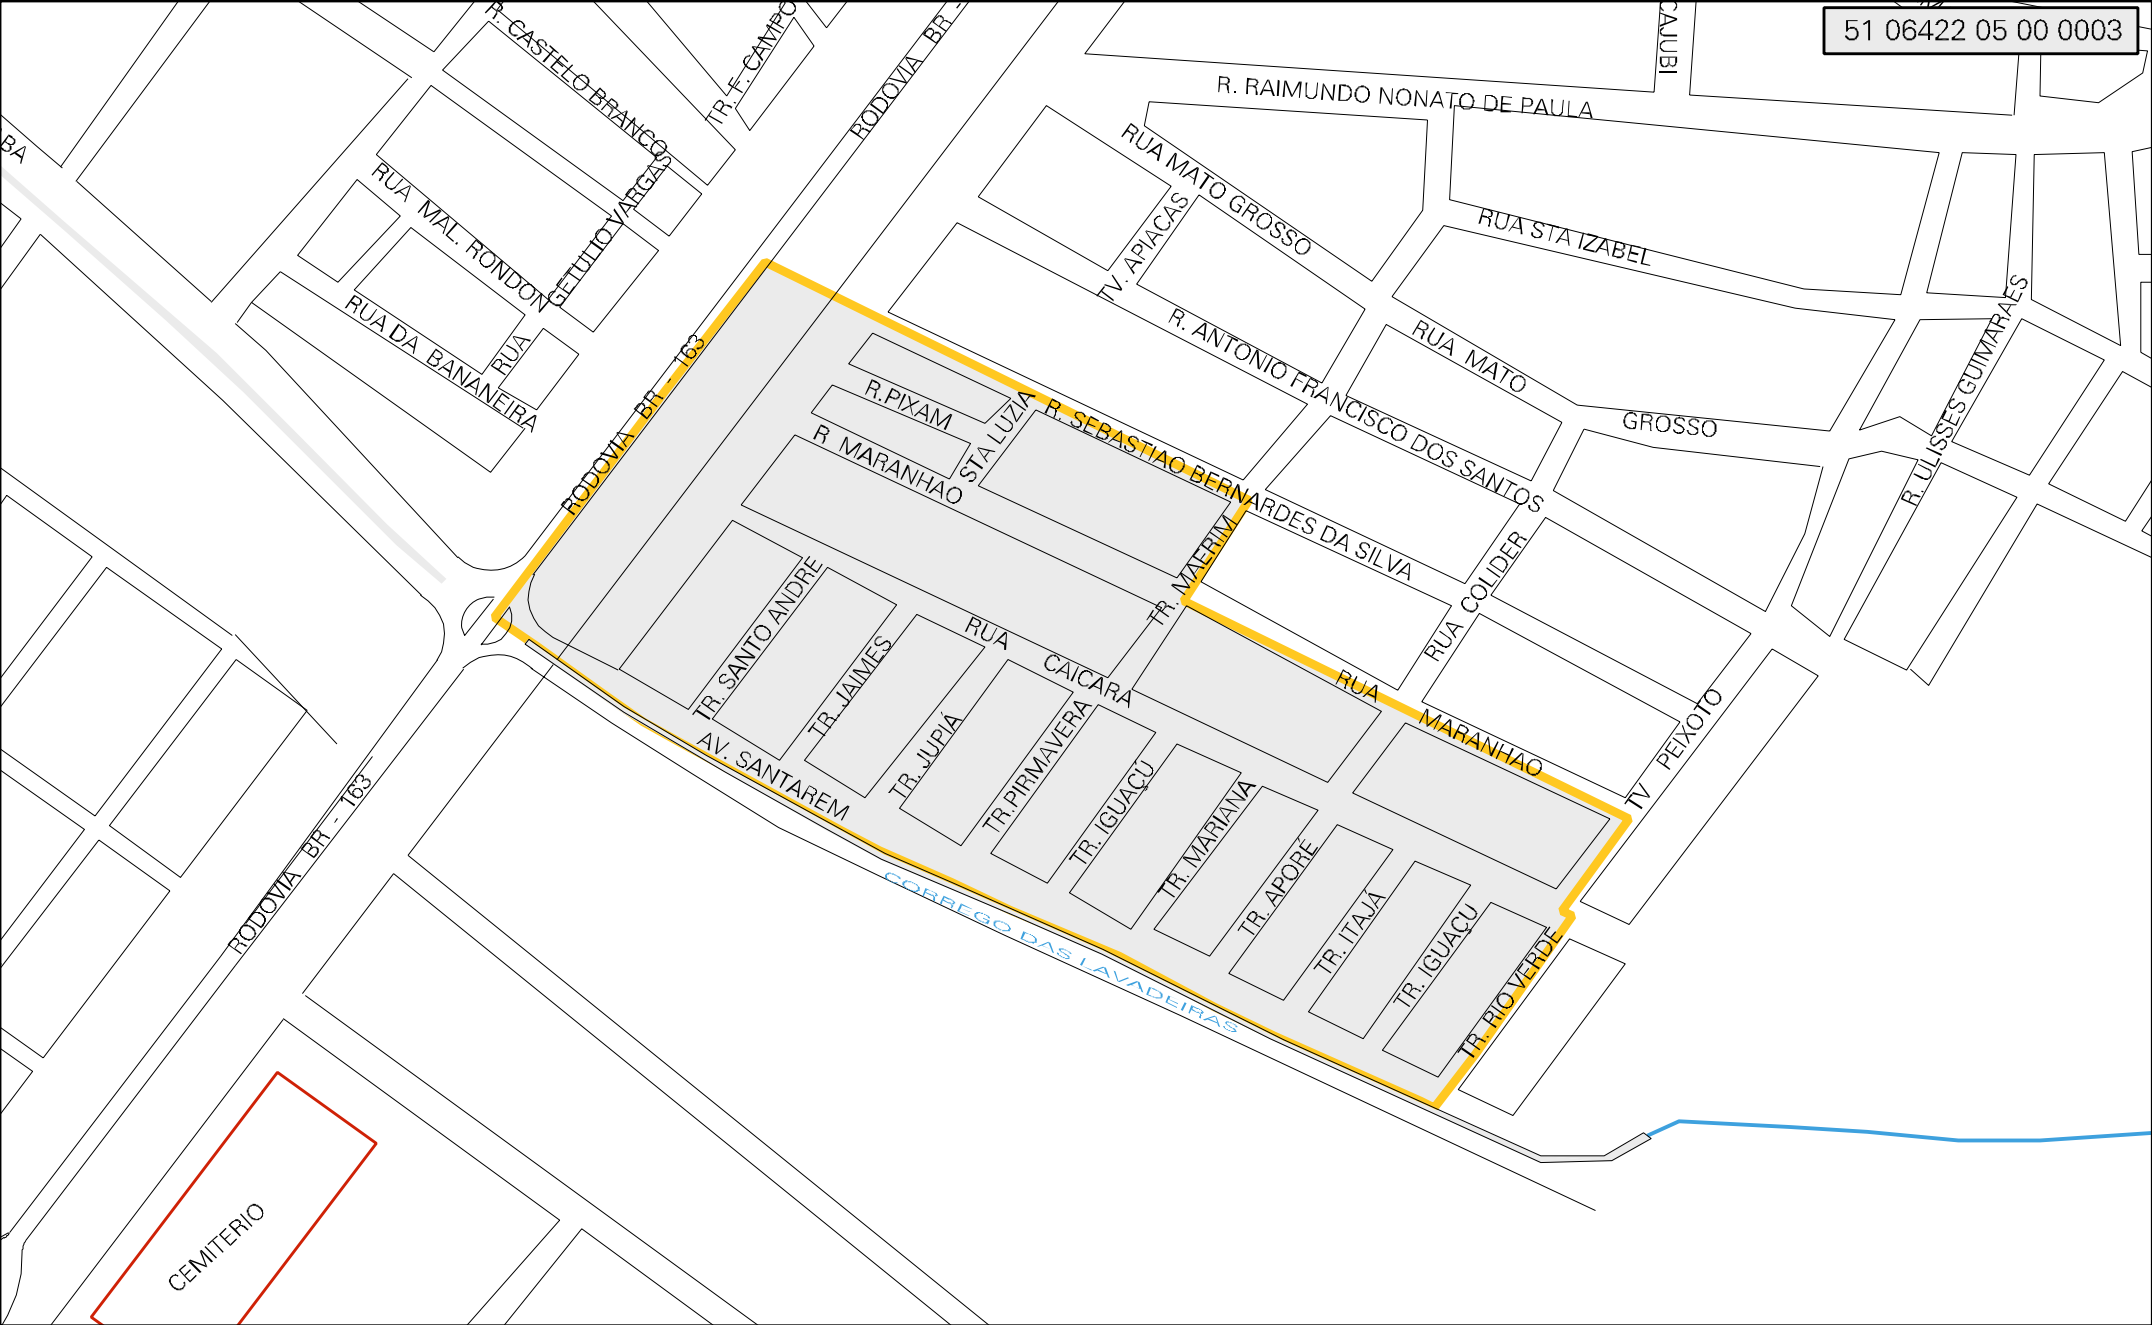 51 06422 05 00 0003
R. CASTELO BRANCO
TR. F. CAMPO
RODOVIA BR -
CAJUBI
R. RAIMUNDO NONATO DE PAULA
BA
RUA MATO GROSSO
RUA MAL. RONDON
RUA GETULIO VARGAS
TV. APIACAS
RUA STA IZABEL
RUA DA BANANEIRA
R. ANTONIO FRANCISCO DOS SANTOS
RUA MATO GROSSO
R. ULISSES GUIMARAES
RODOVIA BR - 163
R.PIXAM
STA LUZIA
R. SEBASTIAO BERNARDES DA SILVA
R. MARANHAO
TR. MAERIM
RUA COLIDER
TR. SANTO ANDRE
RUA CAICARA
TR. JAIMES
RUA MARANHAO
TV PEIXOTO
TR. JUPIÁ
TR.PIRMAVERA
AV. SANTAREM
TR. IGUAÇU
TR. MARIANA
TR. APORÉ
TR. ITAJÁ
TR. IGUAÇU
TR. RIO VERDE
RODOVIA BR - 163
CORREGO DAS LAVADEIRAS
CEMITERIO